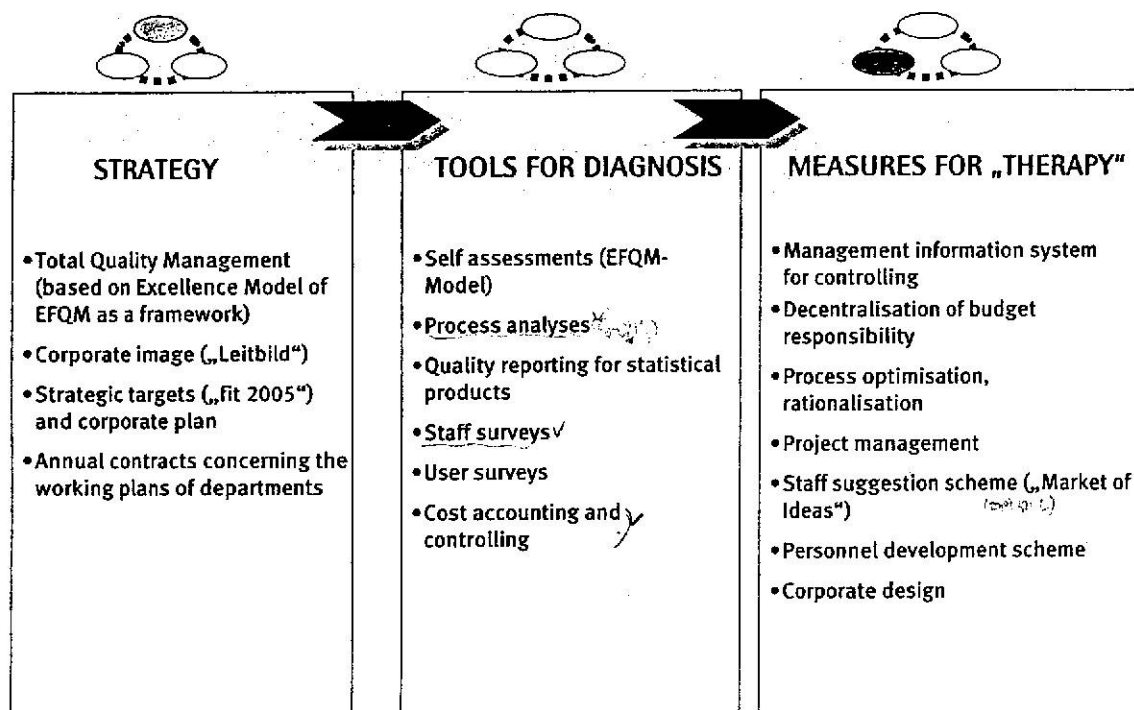 STRATEGY
•Total Quality Management
(based on Excellence Model of
EFQM as a framework)
•Corporate image („Leitbild“)
•Strategic targets („fit 2005“)
and corporate plan
•Annual contracts concerning the
working plans of departments
TOOLS FOR DIAGNOSIS
•Self assessments (EFQM-
Model)
•Process analyses
•Quality reporting for statistical
products
•Staff surveys ✓
•User surveys
•Cost accounting and
controlling
MEASURES FOR „THERAPY“
•Management information system
for controlling
•Decentralisation of budget
responsibility
•Process optimisation,
rationalisation
•Project management
•Staff suggestion scheme („Market of
Ideas“)
•Personnel development scheme
•Corporate design